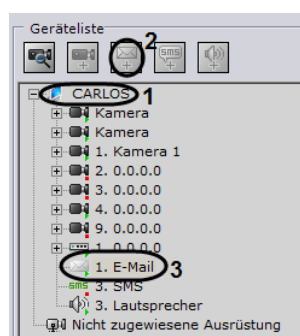 Geräteliste
2
sms
CARLOS 1
Kamera
Kamera
1. Kamera 1
2. 0.0.0.0
3. 0.0.0.0
4. 0.0.0.0
9. 0.0.0.0
1. 0.0.0.0
1. E-Mail 3
sms 3. SMS
3. Lautsprecher
Nicht zugewiesene Ausrüstung